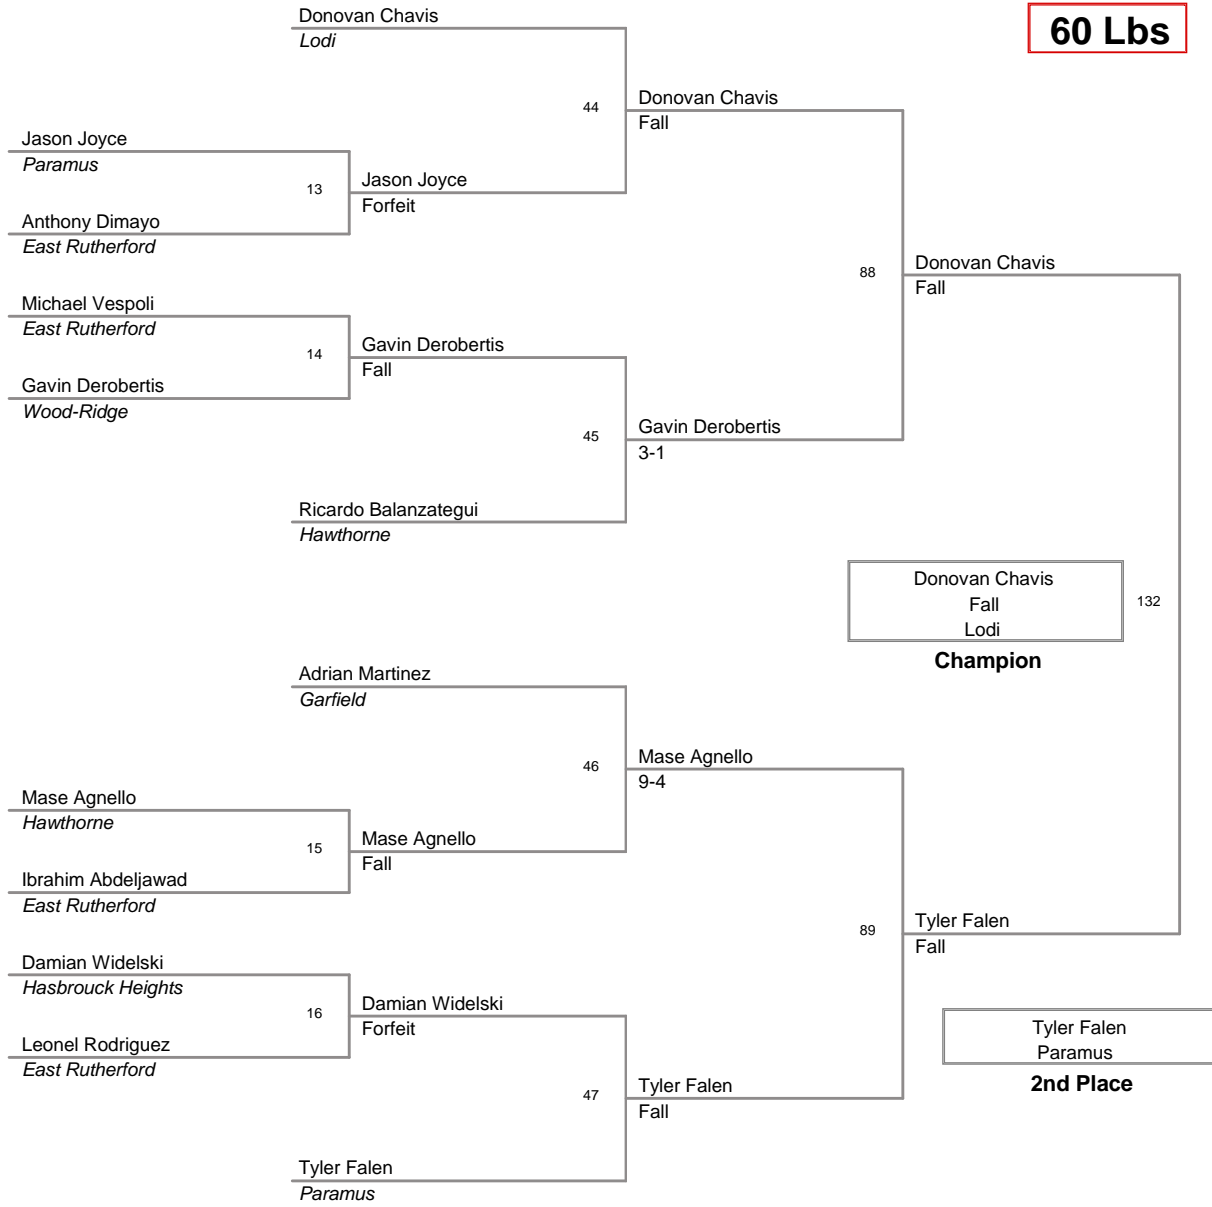 Donovan Chavis
Lodi
60 Lbs
44
Donovan Chavis
Fall
Jason Joyce
Paramus
13
Jason Joyce
Forfeit
Anthony Dimayo
East Rutherford
88
Donovan Chavis
Fall
Michael Vespoli
East Rutherford
14
Gavin Derobertis
Fall
Gavin Derobertis
Wood-Ridge
45
Gavin Derobertis
3-1
Ricardo Balanzategui
Hawthorne
Donovan Chavis
Fall
Lodi
132
Champion
Adrian Martinez
Garfield
46
Mase Agnello
9-4
Mase Agnello
Hawthorne
15
Mase Agnello
Fall
Ibrahim Abdeljawad
East Rutherford
89
Tyler Falen
Fall
Damian Widelski
Hasbrouck Heights
16
Damian Widelski
Forfeit
Leonel Rodriguez
East Rutherford
Tyler Falen
Paramus
2nd Place
47
Tyler Falen
Fall
Tyler Falen
Paramus